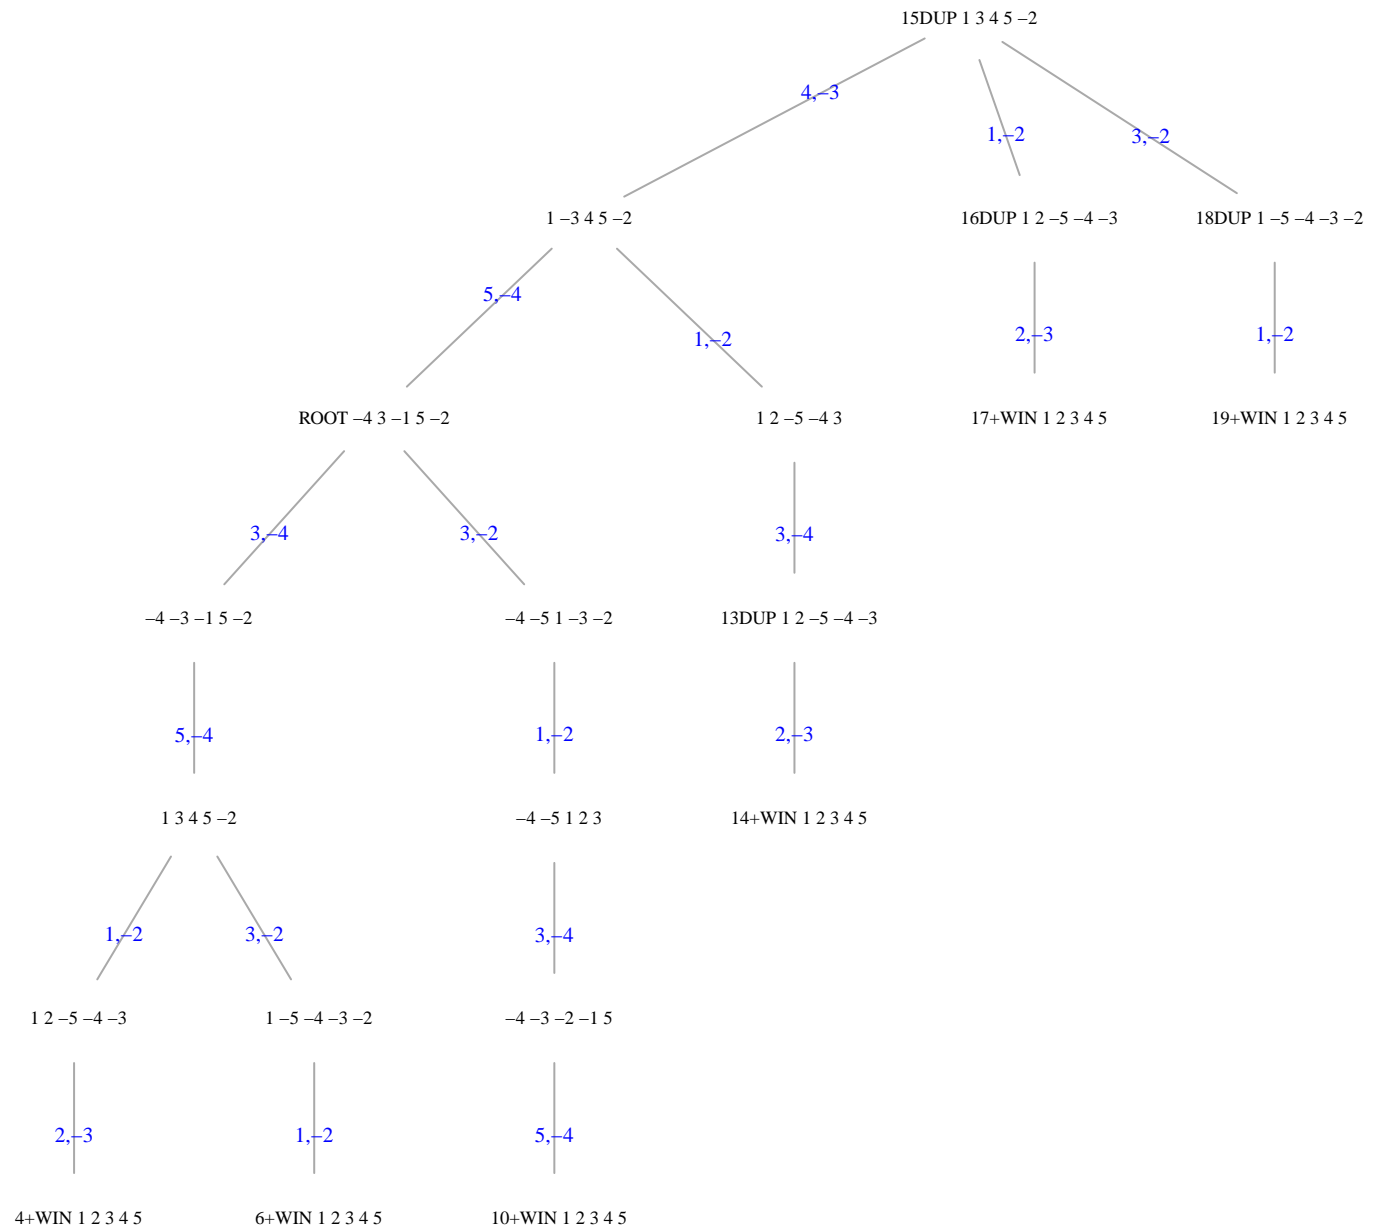 15DUP 1 3 4 5 –2
4,–3
1,–2
3,–2
1 –3 4 5 –2
16DUP 1 2 –5 –4 –3
18DUP 1 –5 –4 –3 –2
5,–4
1,–2
2,–3
1,–2
ROOT –4 3 –1 5 –2
1 2 –5 –4 3
17+WIN 1 2 3 4 5
19+WIN 1 2 3 4 5
3,–4
3,–2
3,–4
–4 –3 –1 5 –2
–4 –5 1 –3 –2
13DUP 1 2 –5 –4 –3
5,–4
1,–2
2,–3
1 3 4 5 –2
–4 –5 1 2 3
14+WIN 1 2 3 4 5
1,–2
3,–2
3,–4
1 2 –5 –4 –3
1 –5 –4 –3 –2
–4 –3 –2 –1 5
2,–3
1,–2
5,–4
4+WIN 1 2 3 4 5
6+WIN 1 2 3 4 5
10+WIN 1 2 3 4 5